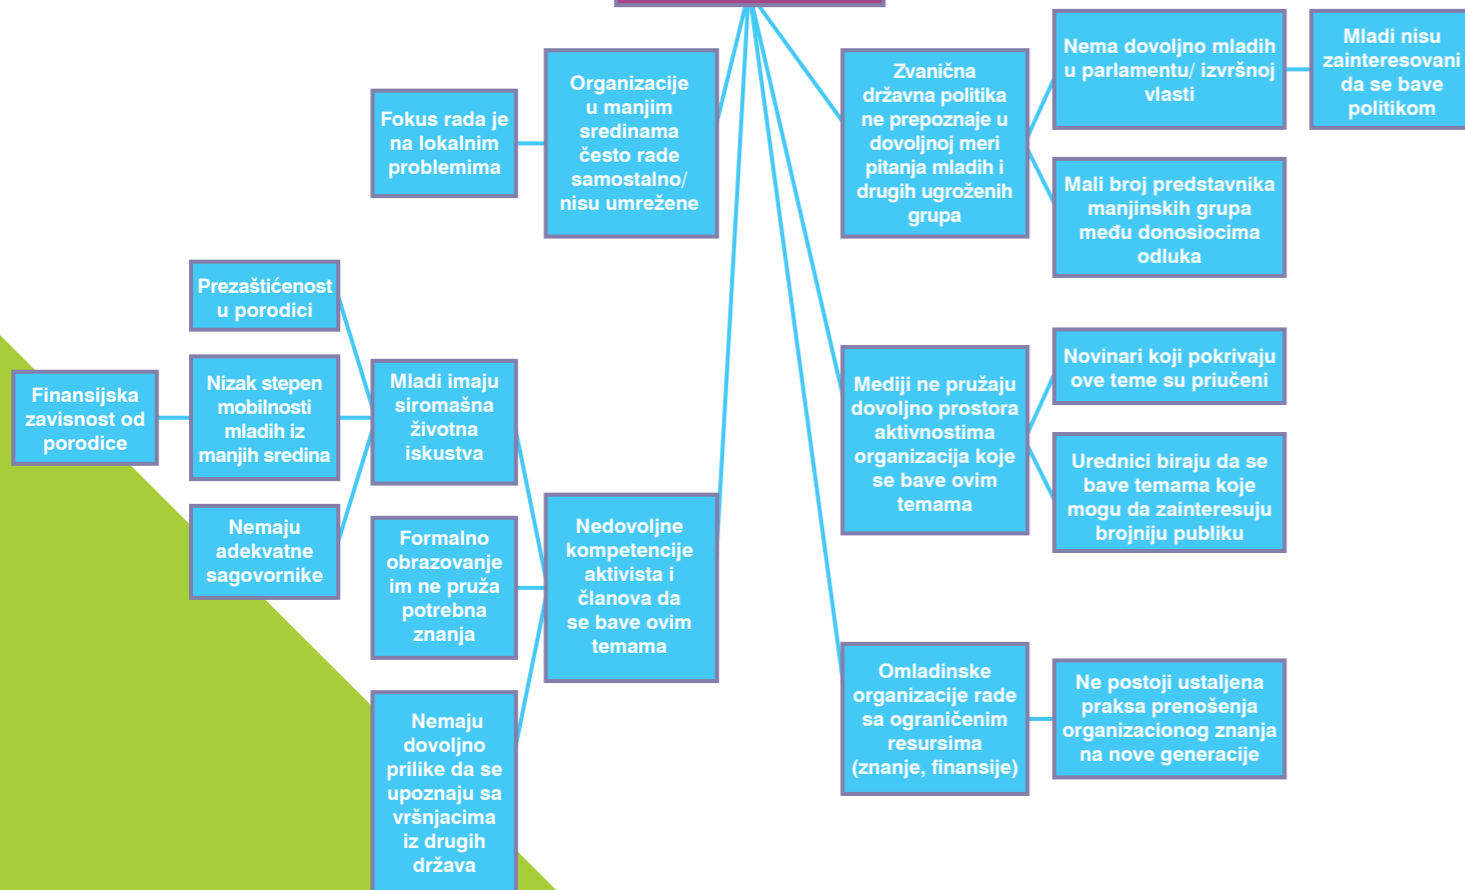 Organizacije
u manjim
sredinama
često rade
samostalno/
nisu umrežene
Fokus rada je
na lokalnim
problemima
Zvanična
državna politika
ne prepoznaje u
dovoljnoj meri
pitanja mladih i
drugih ugroženih
grupa
Nema dovoljno mladih
u parlamentu/ izvršnoj
vlasti
Mladi nisu
zainteresovani
da se bave
politikom
Mali broj predstavnika
manjinskih grupa
među donosiocima
odluka
Prezaštićenost
u porodici
Finansijska
zavisnost od
porodice
Nizak stepen
mobilnosti
mladih iz
manjih sredina
Mladi imaju
siromašna
životna
iskustva
Nemaju
adekvatne
sagovornike
Formalno
obrazovanje
im ne pruža
potrebna
znanja
Nedovoljne
kompetencije
aktivista i
članova da
se bave ovim
temama
Nemaju
dovoljno
prilike da se
upoznaju sa
vršnjacima
iz drugih
država
Mediji ne pružaju
dovoljno prostora
aktivnostima
organizacija koje
se bave ovim
temama
Novinari koji pokrivaju
ove teme su priučeni
Urednici biraju da se
bave temama koje
mogu da zainteresuju
brojniju publiku
Omladinske
organizacije rade
sa ograničenim
resursima
(znanje, finansije)
Ne postoji ustaljena
praksa prenošenja
organizacionog znanja
na nove generacije